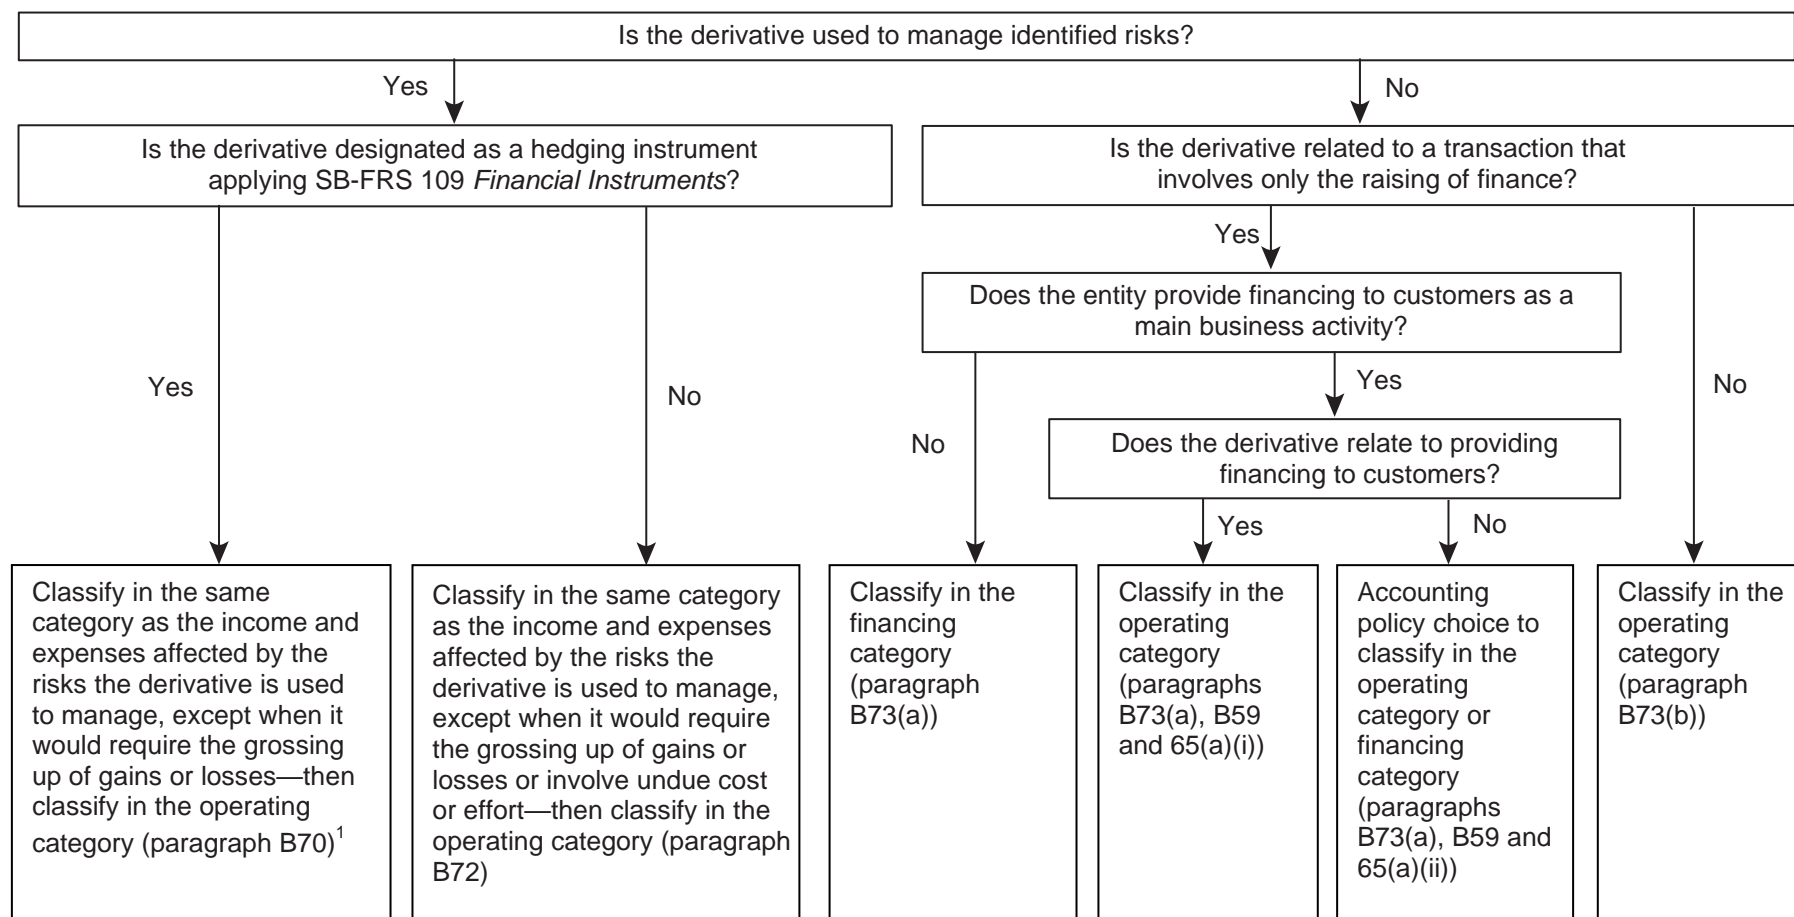 Is the derivative used to manage identified risks?
Yes
No
Is the derivative designated as a hedging instrument
applying SB-FRS 109 Financial Instruments?
Is the derivative related to a transaction that
involves only the raising of finance?
Yes
Does the entity provide financing to customers as a
main business activity?
Yes
No
No
Yes
No
Does the derivative relate to providing
financing to customers?
Yes
No
Classify in the same
category as the income and
expenses affected by the
risks the derivative is used
to manage, except when it
would require the grossing
up of gains or losses—then
classify in the operating
category (paragraph B70)1
Classify in the same category
as the income and expenses
affected by the risks the
derivative is used to manage,
except when it would require
the grossing up of gains or
losses or involve undue cost
or effort—then classify in the
operating category (paragraph
B72)
Classify in the
financing
category
(paragraph
B73(a))
Classify in the
operating
category
(paragraphs
B73(a), B59
and 65(a)(i))
Accounting
policy choice to
classify in the
operating
category or
financing
category
(paragraphs
B73(a), B59 and
65(a)(ii))
Classify in the
operating
category
(paragraph
B73(b))